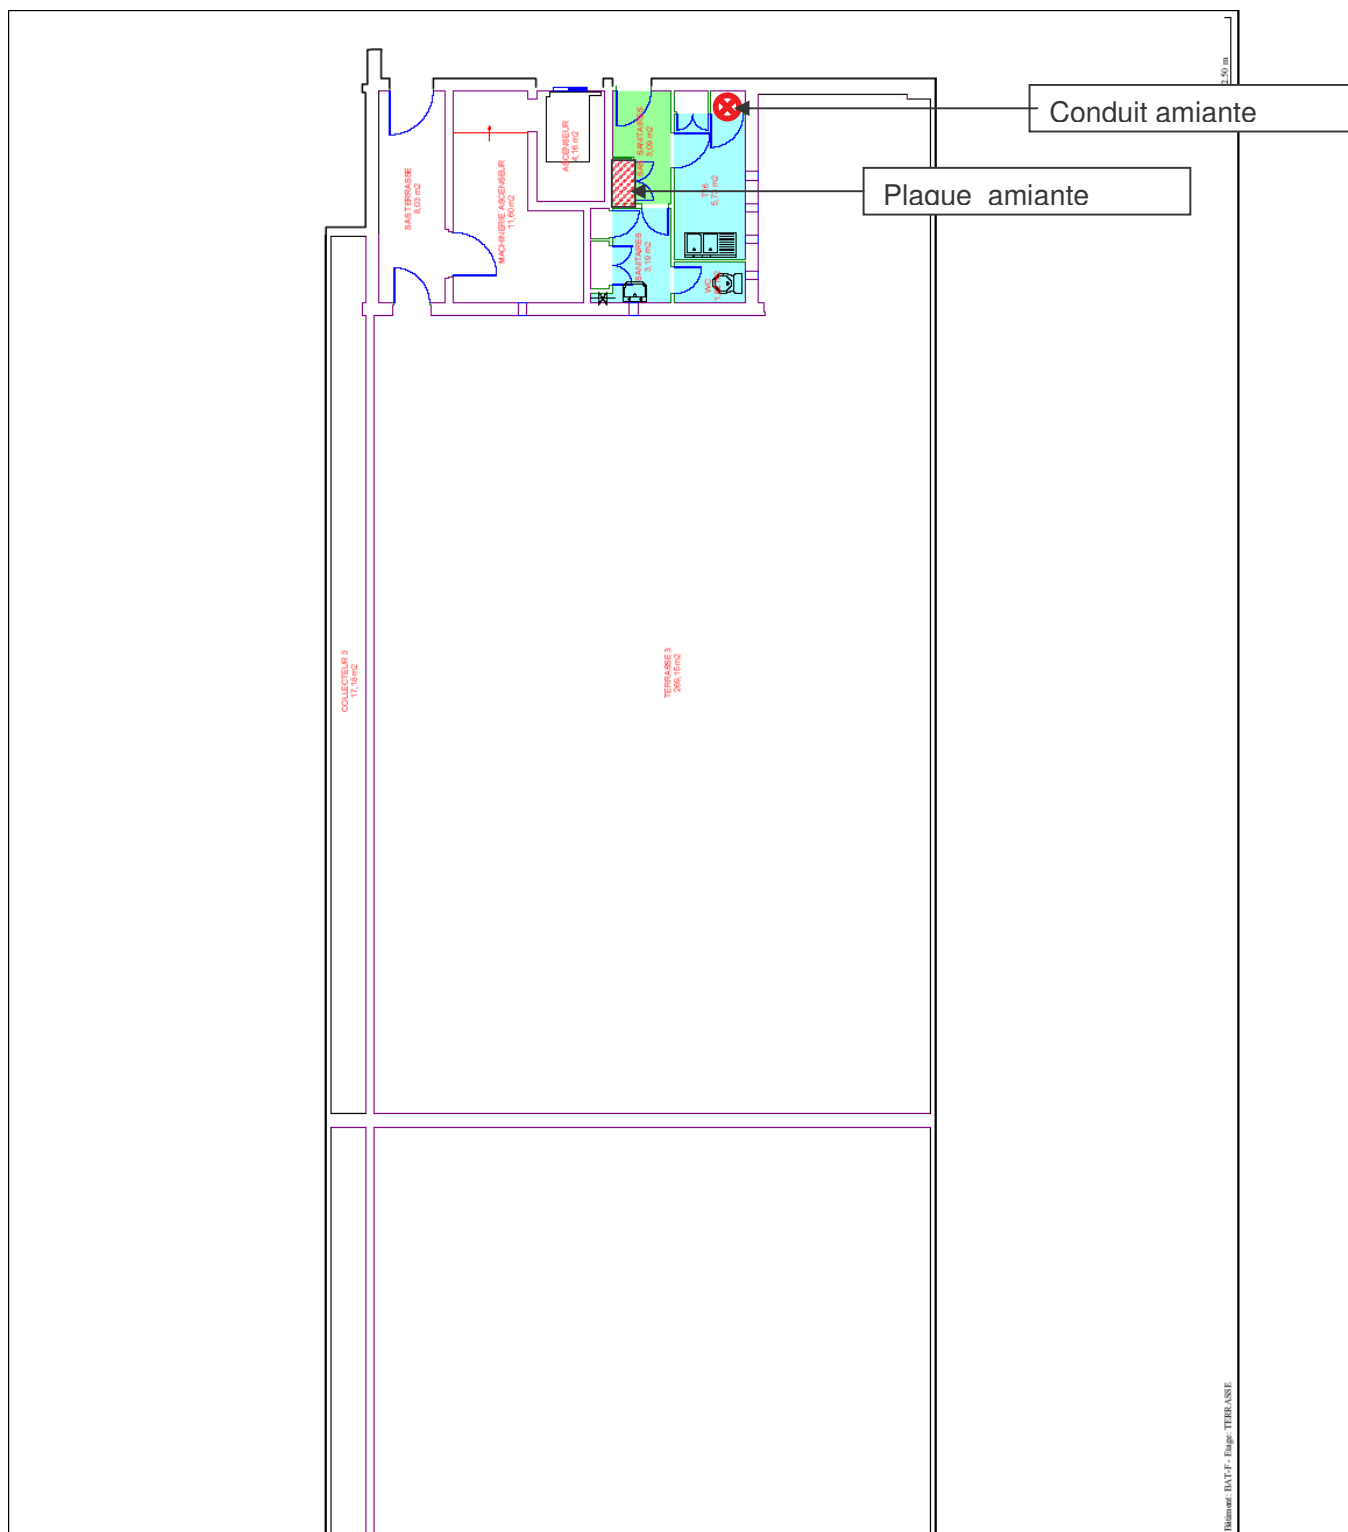 2.50 m
Conduit amiante
Plaque amiante
SAS TERRASSE
8,03 m2
MACHINERIE ASCENSEUR
11,60 m2
ASCENSEUR
4,16 m2
SAS SANITAIRES
3,09 m2
5,73 m2
SANITAIRES
3,19 m2
WC
COLLECTEUR 3
17,18 m2
TERRASSE 3
269,15 m2
Bâtiment: BAT-F - Etage: TERRASSE